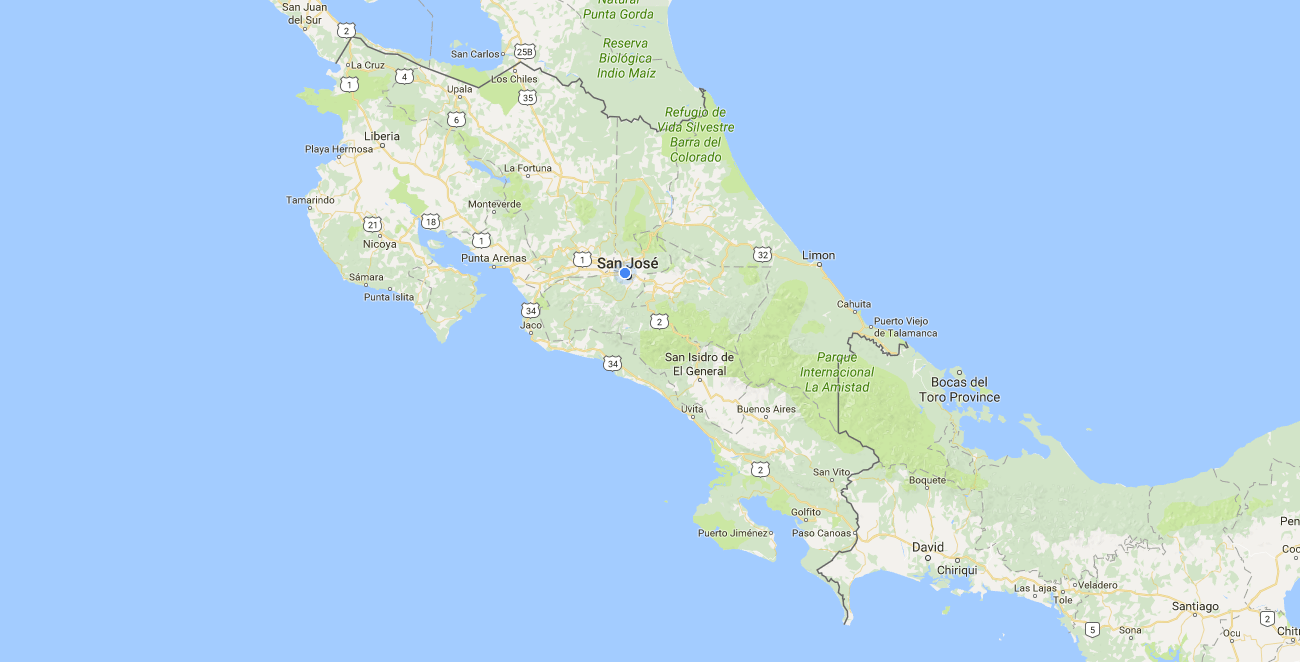 Natural
Punta Gorda
San Juan
del Sur
2
Reserva
Biológica
Indio Maíz
San Carlos
25B
La Cruz
4
Los Chiles
1
Upala
35
Refugio de
Vida Silvestre
Barra del
Colorado
6
Liberia
Playa Hermosa
La Fortuna
Tamarindo
Monteverde
21
18
Nicoya
1
Punta Arenas
1
San José
32
Limon
Sámara
Punta Islita
34
Jaco
2
Cahuita
Puerto Viejo
de Talamanca
34
San Isidro de
El General
Parque
Internacional
La Amistad
Bocas del
Toro Province
Uvita
Buenos Aires
2
San Vito
Boquete
Golfito
Puerto Jiménez
Paso Canoas
Pen
David
Coc
Chiriqui
Las Lajas
Veladero
Tole
Santiago
5
Sona
2
Ocu
Chit